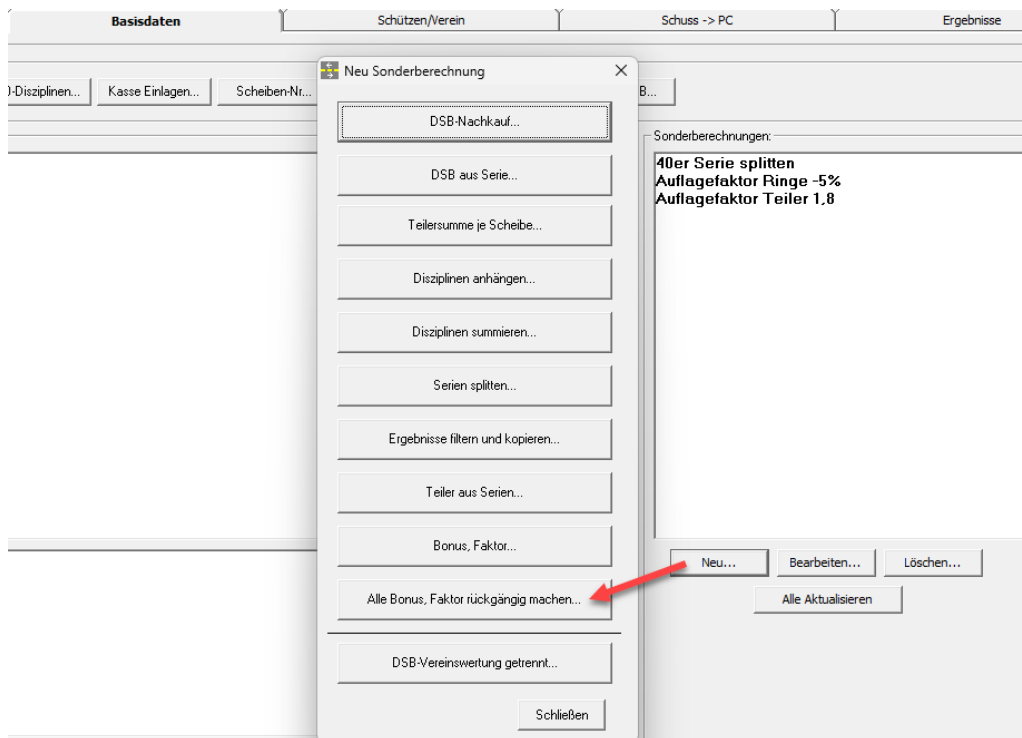 Basisdaten
Schützen/Verein
Schuss -> PC
Ergebnisse
Neu Sonderberechnung
-Disziplinen...
Kasse Einlagen...
Scheiben-Nr...
B...
DSB-Nachkauf...
DSB aus Serie...
Teilersumme je Scheibe...
Disziplinen anhängen...
Disziplinen summieren...
Serien splitten...
Ergebnisse filtern und kopieren...
Teiler aus Serien...
Bonus, Faktor...
Alle Bonus, Faktor rückgängig machen...
DSB-Vereinswertung getrennt...
Schließen
Sonderberechnungen:
40er Serie splitten
Auflagefaktor Ringe -5%
Auflagefaktor Teiler 1,8
Neu...
Bearbeiten...
Löschen...
Alle Aktualisieren